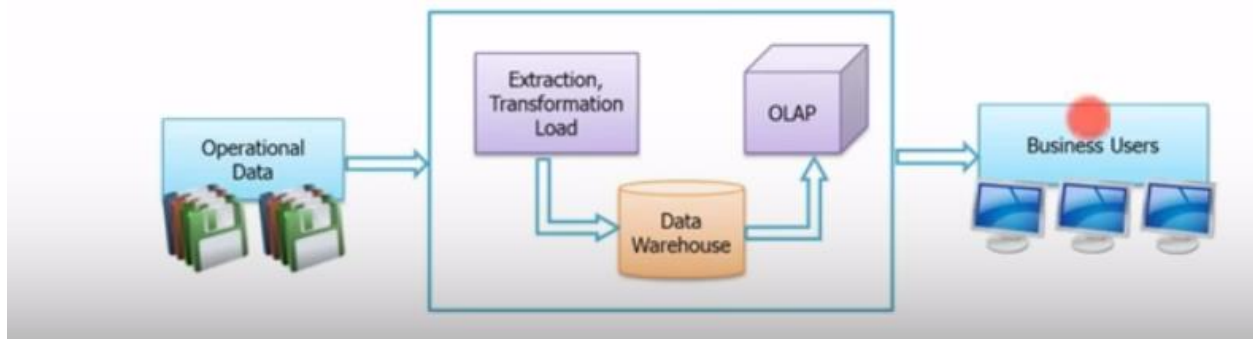 Operational
Data
Extraction,
Transformation
Load
Data
Warehouse
OLAP
Business Users